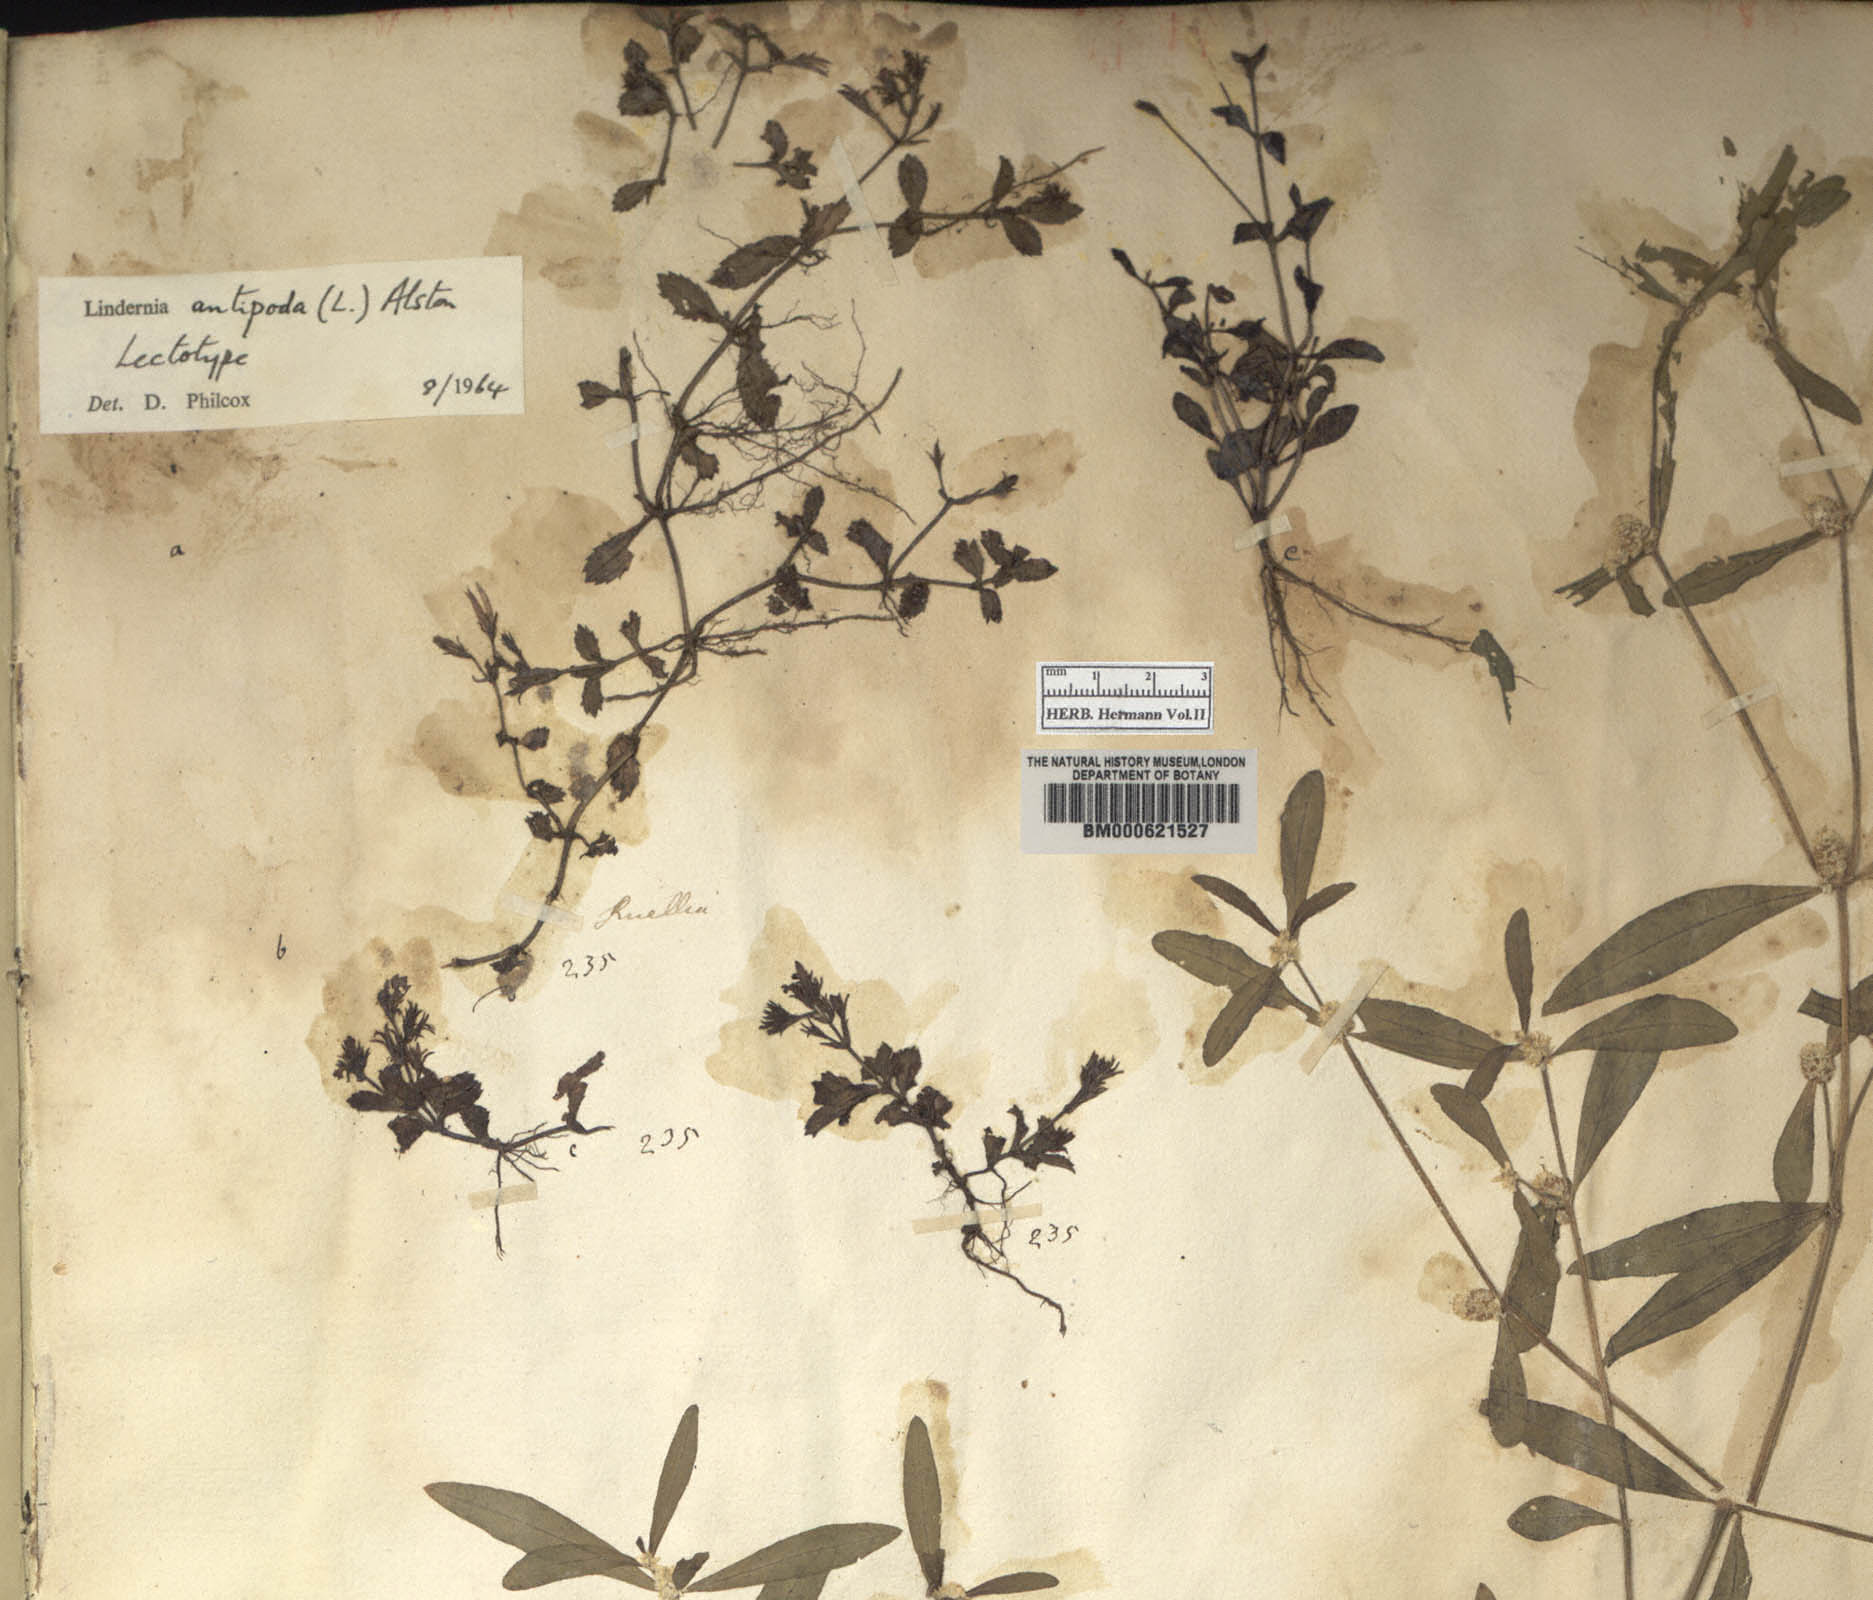 Lindernia antipoda (L.) Alston
Lectotype
Det. D. Philcox 8/1964
a
e
mm 1 2 3
HERB. Hermann Vol.II
THE NATURAL HISTORY MUSEUM,LONDON
DEPARTMENT OF BOTANY
BM000621527
Ruellia
b
235
c
235
235